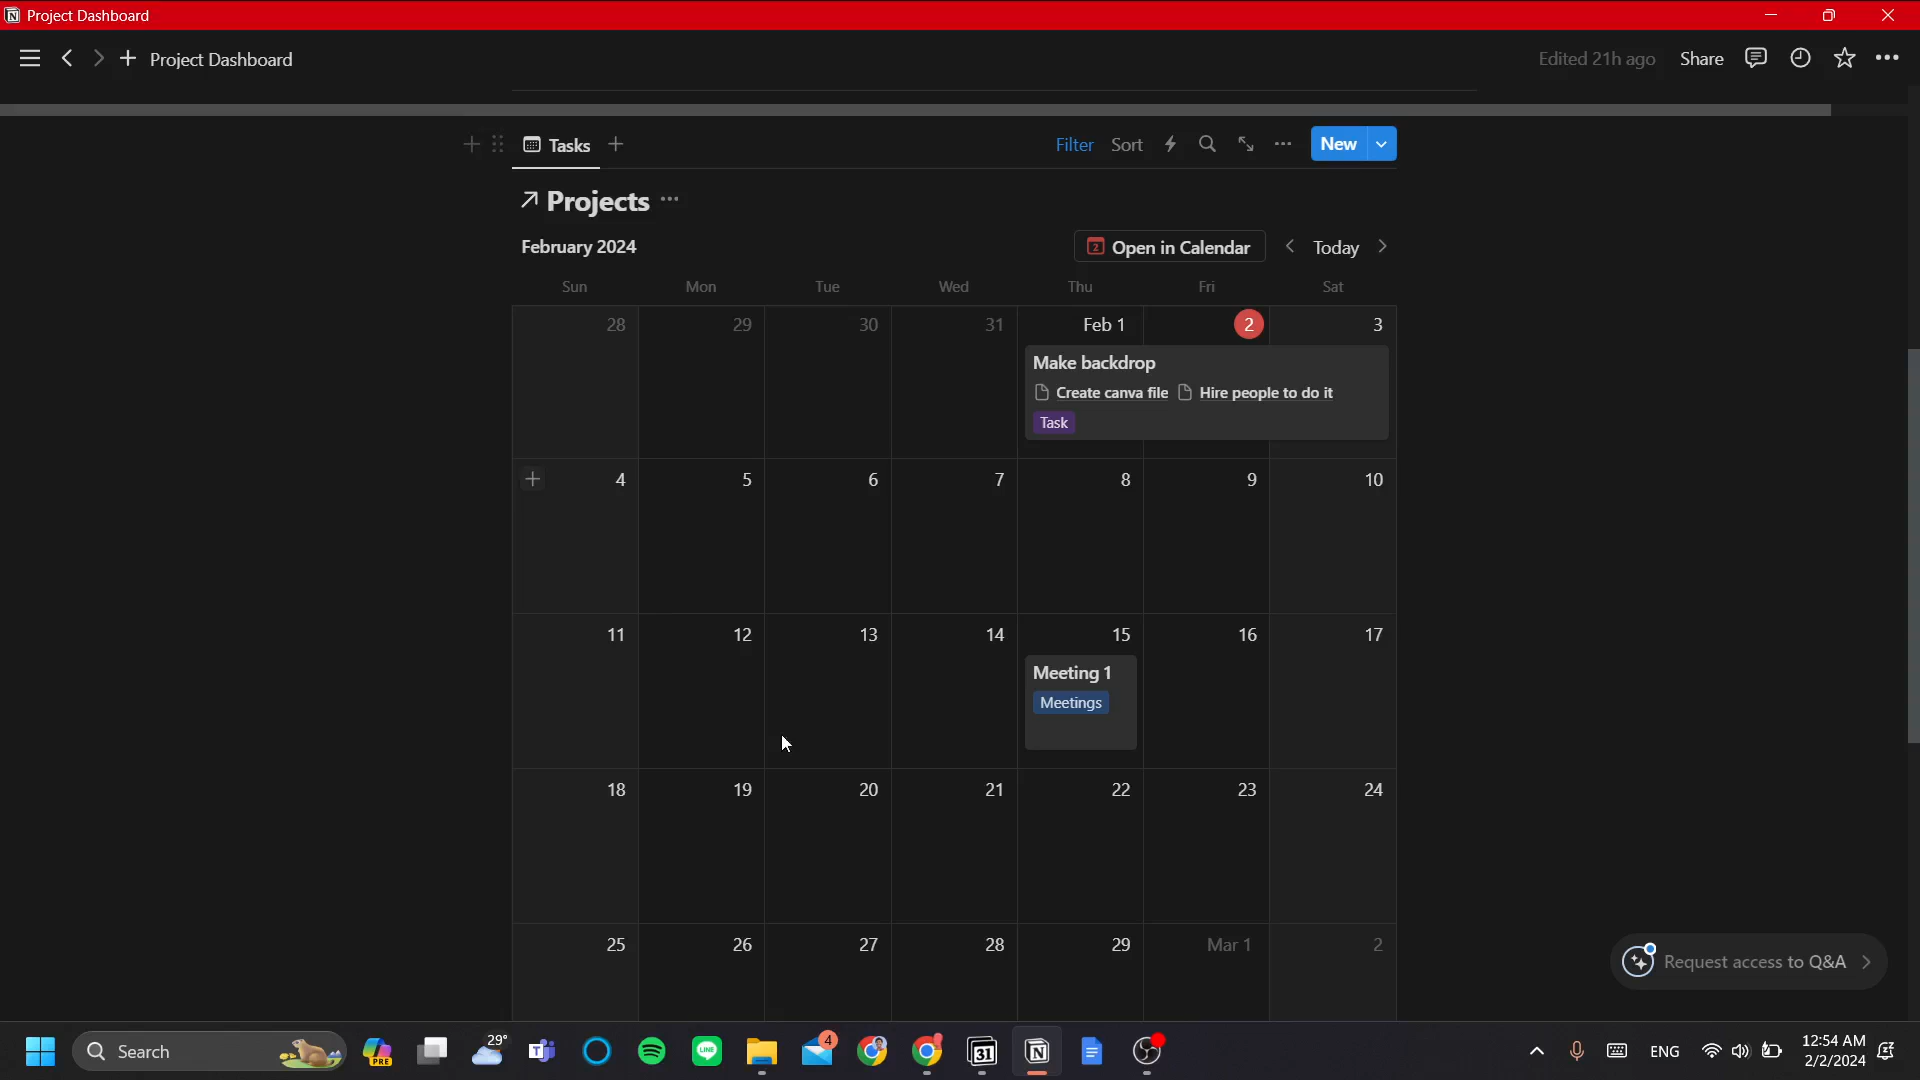 Project Dashboard
Project Dashboard
Edited 21h ago Share
Tasks
Filter Sort New
Projects
February 2024
2 Open in Calendar Today
Sun Mon Tue Wed Thu Fri Sat
28 29 30 31 Feb 1 2 3
Make backdrop
Create canva file Hire people to do it
Task
4 5 6 7 8 9 10
11 12 13 14 15 16 17
Meeting 1
Meetings
18 19 20 21 22 23 24
25 26 27 28 29 Mar 1 2
Request access to Q&A
Search
PRE
29°
LINE
4
31
ENG
12:54 AM
2/2/2024